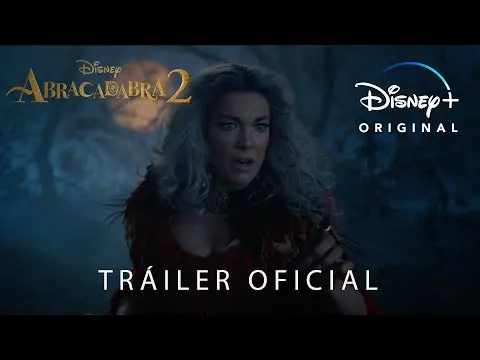 Disney
ABRACADABRA 2
Disney+
ORIGINAL
TRÁILER OFICIAL